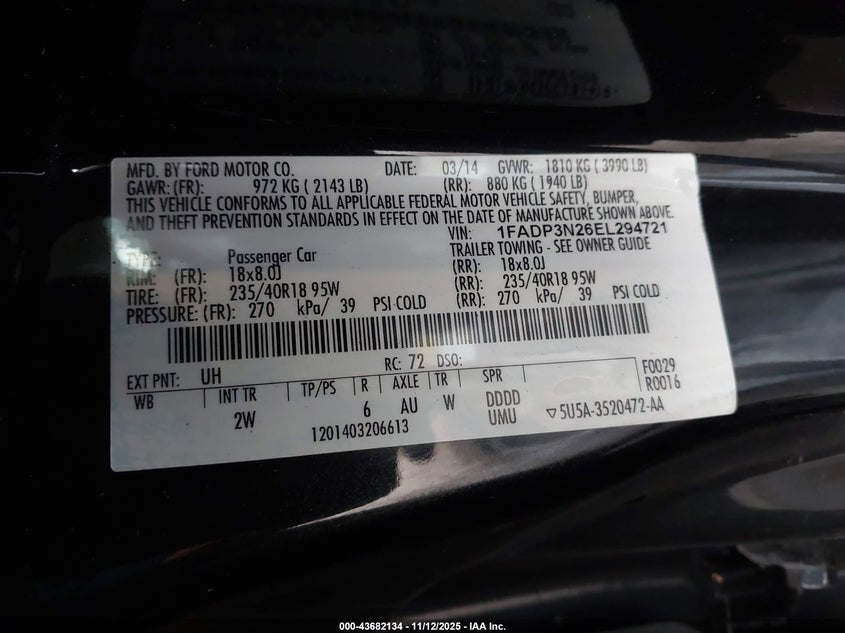 MFD. BY FORD MOTOR CO. DATE: 03/14 GVWR: 1810 KG ( 3990 LB)
GAWR: (FR): 972 KG ( 2143 LB) (RR): 880 KG ( 1940 LB)
THIS VEHICLE CONFORMS TO ALL APPLICABLE FEDERAL MOTOR VEHICLE SAFETY, BUMPER,
AND THEFT PREVENTION STANDARDS IN EFFECT ON THE DATE OF MANUFACTURE SHOWN ABOVE.
VIN: 1FADP3N26EL294721
TYPE: Passenger Car TRAILER TOWING - SEE OWNER GUIDE
RIM: (FR): 18x8.0J (RR): 18x8.0J
TIRE: (FR): 235/40R18 95W (RR): 235/40R18 95W
PRESSURE: (FR): 270 kPa/ 39 PSI COLD (RR): 270 kPa/ 39 PSI COLD
RC: 72 DSO:
EXT PNT: UH F0029
WB INT TR TP/PS R AXLE TR SPR R0016
2W 6 AU W DDDD
UMU ▽ 5U5A-3520472-AA
1201403206613
000-43682134 - 11/12/2025 - IAA Inc.